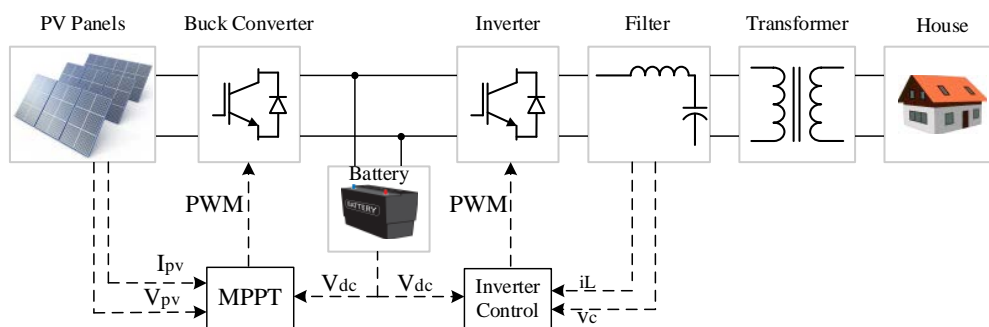 PV Panels
Buck Converter
Inverter
Filter
Transformer
House
Battery
BATTERY
PWM
PWM
Ipv
Vpv
MPPT
Vdc
Vdc
Inverter
Control
iL
vc